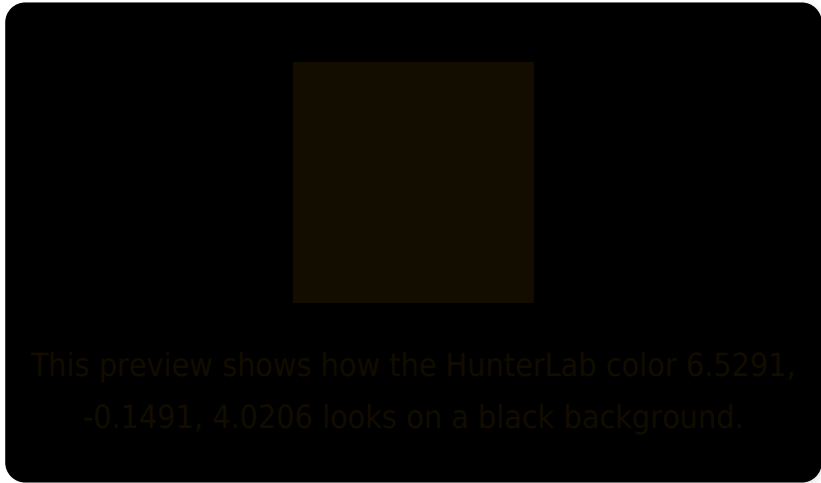 This preview shows how the HunterLab color 6.5291,
-0.1491, 4.0206 looks on a black background.